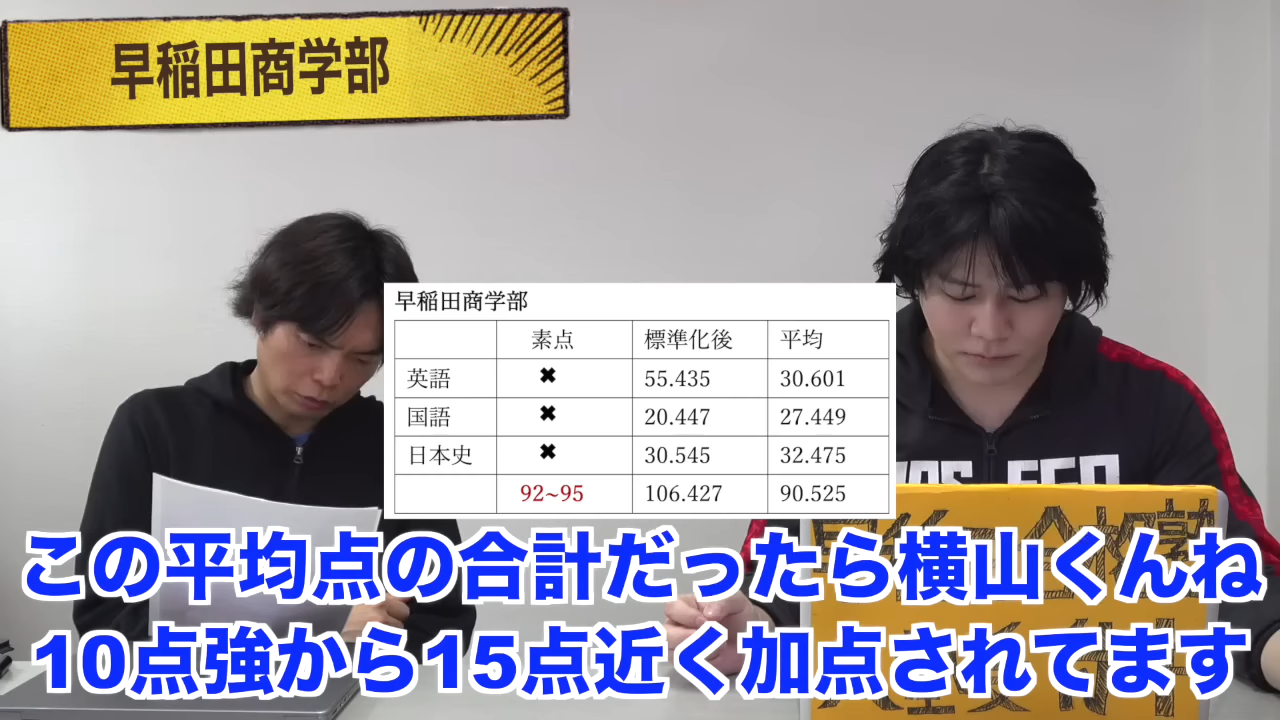 早稲田商学部
早稲田商学部
素点 標準化後 平均
英語 ✖ 55.435 30.601
国語 ✖ 20.447 27.449
日本史 ✖ 30.545 32.475
92~95 106.427 90.525
この平均点の合計だったら横山くんね
10点強から15点近く加点されてます